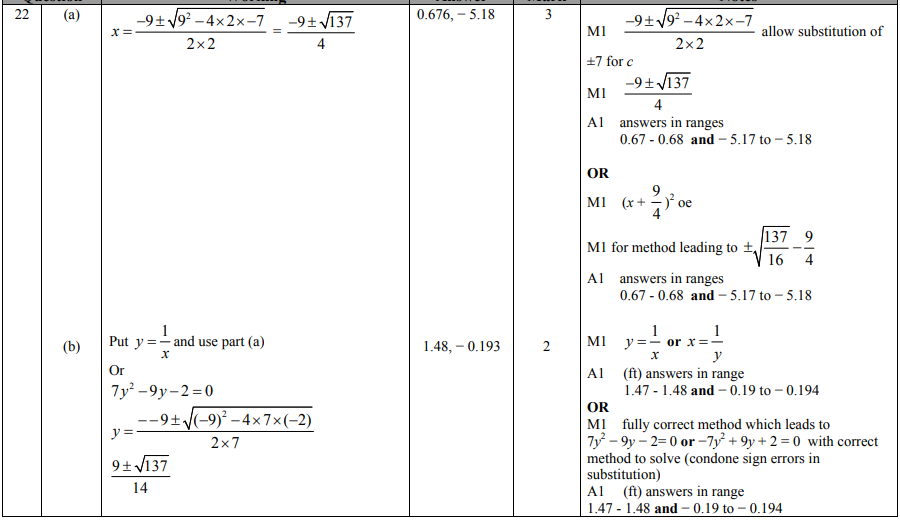 22 (a) x = −9±√9² −4×2×−7 / 2×2 = −9±√137 / 4 0.676, − 5.18 3 M1 −9±√9² −4×2×−7 / 2×2 allow substitution of
±7 for c
M1 −9±√137 / 4
A1 answers in ranges
0.67 - 0.68 and − 5.17 to − 5.18
OR
M1 (x + 9/4)² oe
M1 for method leading to ±√137/16 − 9/4
A1 answers in ranges
0.67 - 0.68 and − 5.17 to − 5.18
(b) Put y = 1/x and use part (a) 1.48, − 0.193 2 M1 y = 1/x or x = 1/y
Or
7y² −9y−2=0
y = −−9±√(−9)² −4×7×(−2) / 2×7
9±√137 / 14
A1 (ft) answers in range
1.47 - 1.48 and − 0.19 to − 0.194
OR
M1 fully correct method which leads to
7y² − 9y − 2= 0 or −7y² + 9y + 2 = 0 with correct
method to solve (condone sign errors in
substitution)
A1 (ft) answers in range
1.47 - 1.48 and − 0.19 to − 0.194